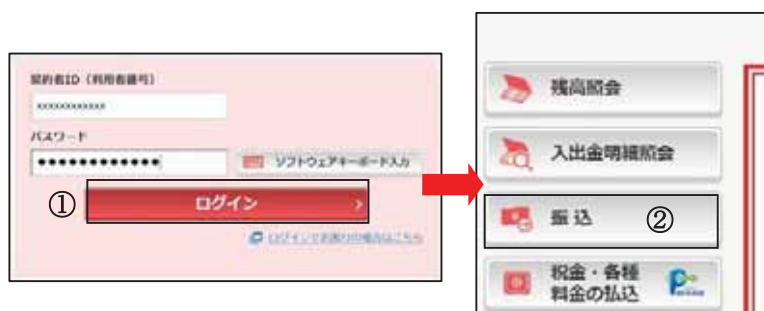 契約者ID（利用者番号）
xxxxxxxxxxxx
パスワード
●●●●●●●●●●●●
ソフトウェアキーボード入力
①
ログイン
ログインでお困りの場合はこちら
残高照会
入出金明細照会
振込
②
税金・各種
料金の払込